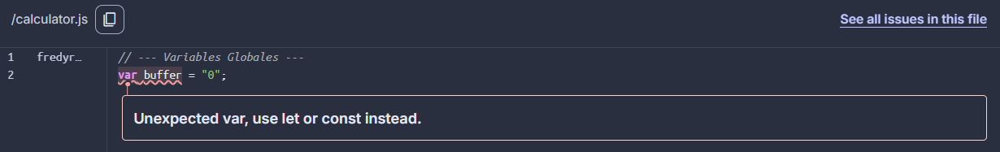 /calculator.js
See all issues in this file
1 fredyr… // --- Variables Globales ---
2 var buffer = "0";
Unexpected var, use let or const instead.